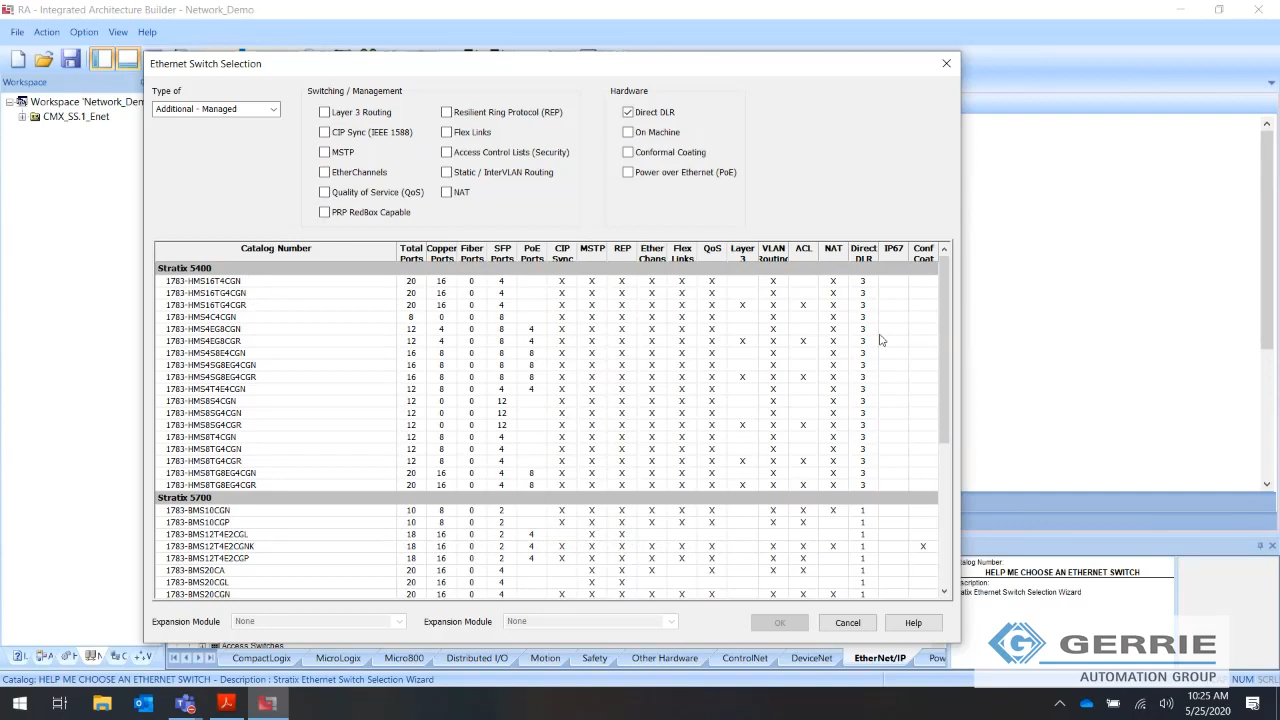 RA - Integrated Architecture Builder - Network_Demo
File Action Option View Help
Workspace
Workspace 'Network_Dem
CMX_SS.1_Enet
Ethernet Switch Selection
Type of
Additional - Managed
Switching / Management
Layer 3 Routing
Resilient Ring Protocol (REP)
CIP Sync (IEEE 1588)
Flex Links
MSTP
Access Control Lists (Security)
EtherChannels
Static / InterVLAN Routing
Quality of Service (QoS)
NAT
PRP RedBox Capable
Hardware
Direct DLR
On Machine
Conformal Coating
Power over Ethernet (PoE)
Catalog Number Total Ports Copper Ports Fiber Ports SFP Ports PoE Ports CIP Sync MSTP REP Ether Chans Flex Links QoS Layer 3 VLAN Routing ACL NAT Direct DLR IP67 Conf Coat
Stratix 5400
1783-HMS16T4CGN 20 16 0 4 X X X X X X X X 3
1783-HMS16TG4CGN 20 16 0 4 X X X X X X X X 3
1783-HMS16TG4CGR 20 16 0 4 X X X X X X X X X X 3
1783-HMS4C4CGN 8 0 0 8 X X X X X X X X 3
1783-HMS4EG8CGN 12 4 0 8 4 X X X X X X X X 3
1783-HMS4EG8CGR 12 4 0 8 4 X X X X X X X X X X 3
1783-HMS4S8E4CGN 16 8 0 8 8 X X X X X X X X 3
1783-HMS4SG8EG4CGN 16 8 0 8 8 X X X X X X X X 3
1783-HMS4SG8EG4CGR 16 8 0 8 8 X X X X X X X X X X 3
1783-HMS4T4E4CGN 12 8 0 4 4 X X X X X X X X 3
1783-HMS8S4CGN 12 0 0 12 X X X X X X X X 3
1783-HMS8SG4CGN 12 0 0 12 X X X X X X X X 3
1783-HMS8SG4CGR 12 0 0 12 X X X X X X X X X X 3
1783-HMS8T4CGN 12 8 0 4 X X X X X X X X 3
1783-HMS8TG4CGN 12 8 0 4 X X X X X X X X 3
1783-HMS8TG4CGR 12 8 0 4 X X X X X X X X X X 3
1783-HMS8TG8EG4CGN 20 16 0 4 8 X X X X X X X X 3
1783-HMS8TG8EG4CGR 20 16 0 4 8 X X X X X X X X X X 3
Stratix 5700
1783-BMS10CGN 10 8 0 2 X X X X X X X X X 1
1783-BMS10CGP 10 8 0 2 X X X X X X X X 1
1783-BMS12T4E2CGL 18 16 0 2 4 X X X 1
1783-BMS12T4E2CGNK 18 16 0 2 4 X X X X X X X X X 1 X
1783-BMS12T4E2CGP 18 16 0 2 4 X X X X X X X X 1
1783-BMS20CA 20 16 0 4 X X X X X 1
1783-BMS20CGL 20 16 0 4 X X 1
1783-BMS20CGN 20 16 0 4 X X X X X X X X X 1
Expansion Module None
Expansion Module None
OK Cancel Help
atalog Number:
HELP ME CHOOSE AN ETHERNET SWITCH
scription:
ratix Ethernet Switch Selection Wizard
Access Switches
CompactLogix MicroLogix Micro800 Distributed I/O Motion Safety Other Hardware ControlNet DeviceNet EtherNet/IP Pow
GERRIE
AUTOMATION GROUP
Catalog: HELP ME CHOOSE AN ETHERNET SWITCH - Description : Stratix Ethernet Switch Selection Wizard
NUM SCRL
10:25 AM
5/25/2020